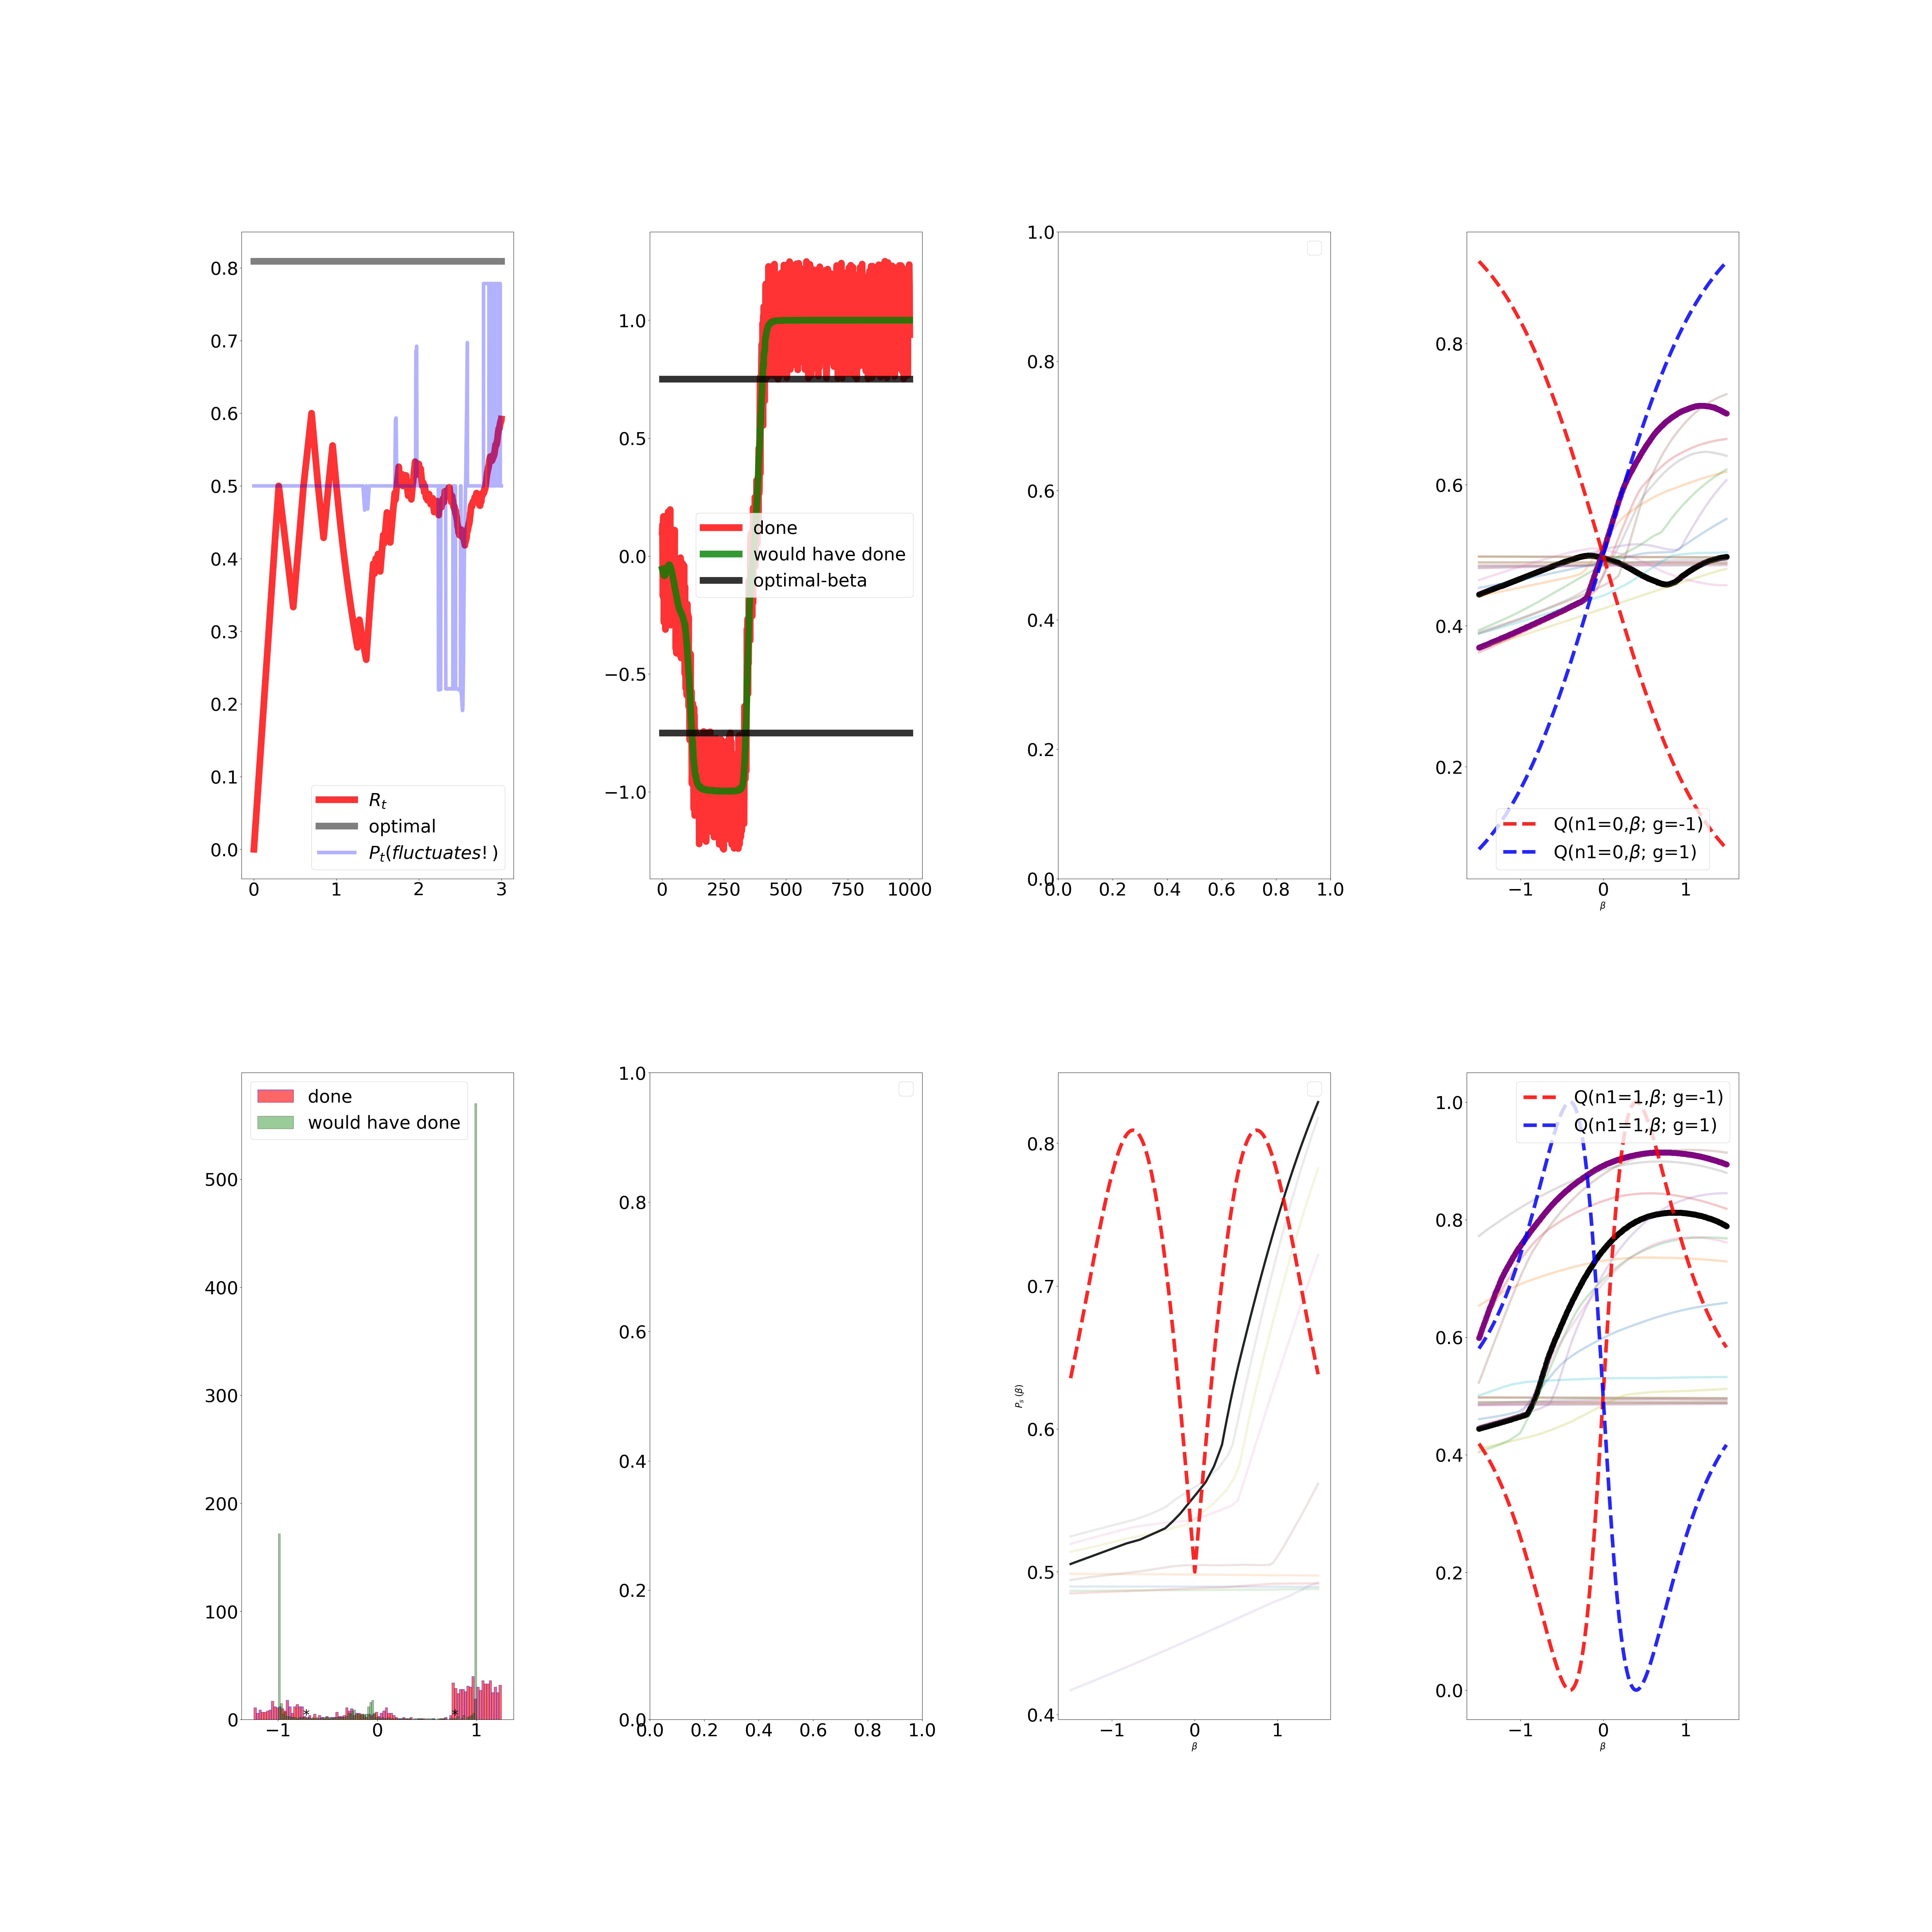 0.8
0.7
0.6
0.5
0.4
0.3
0.2
0.1
0.0
0 1 2 3
R_t
optimal
P_t(fluctuates!)
1.0
0.5
0.0
−0.5
−1.0
0 250 500 750 1000
done
would have done
optimal-beta
1.0
0.8
0.6
0.4
0.2
0.0
0.0 0.2 0.4 0.6 0.8 1.0
0.8
0.6
0.4
0.2
Q(n1=0,β; g=-1)
Q(n1=0,β; g=1)
−1 0 1
β
done
would have done
500
400
300
200
100
0
* *
−1 0 1
1.0
0.8
0.6
0.4
0.2
0.0
0.0 0.2 0.4 0.6 0.8 1.0
P_s (β)
0.8
0.7
0.6
0.5
0.4
−1 0 1
β
Q(n1=1,β; g=-1)
Q(n1=1,β; g=1)
1.0
0.8
0.6
0.4
0.2
0.0
−1 0 1
β